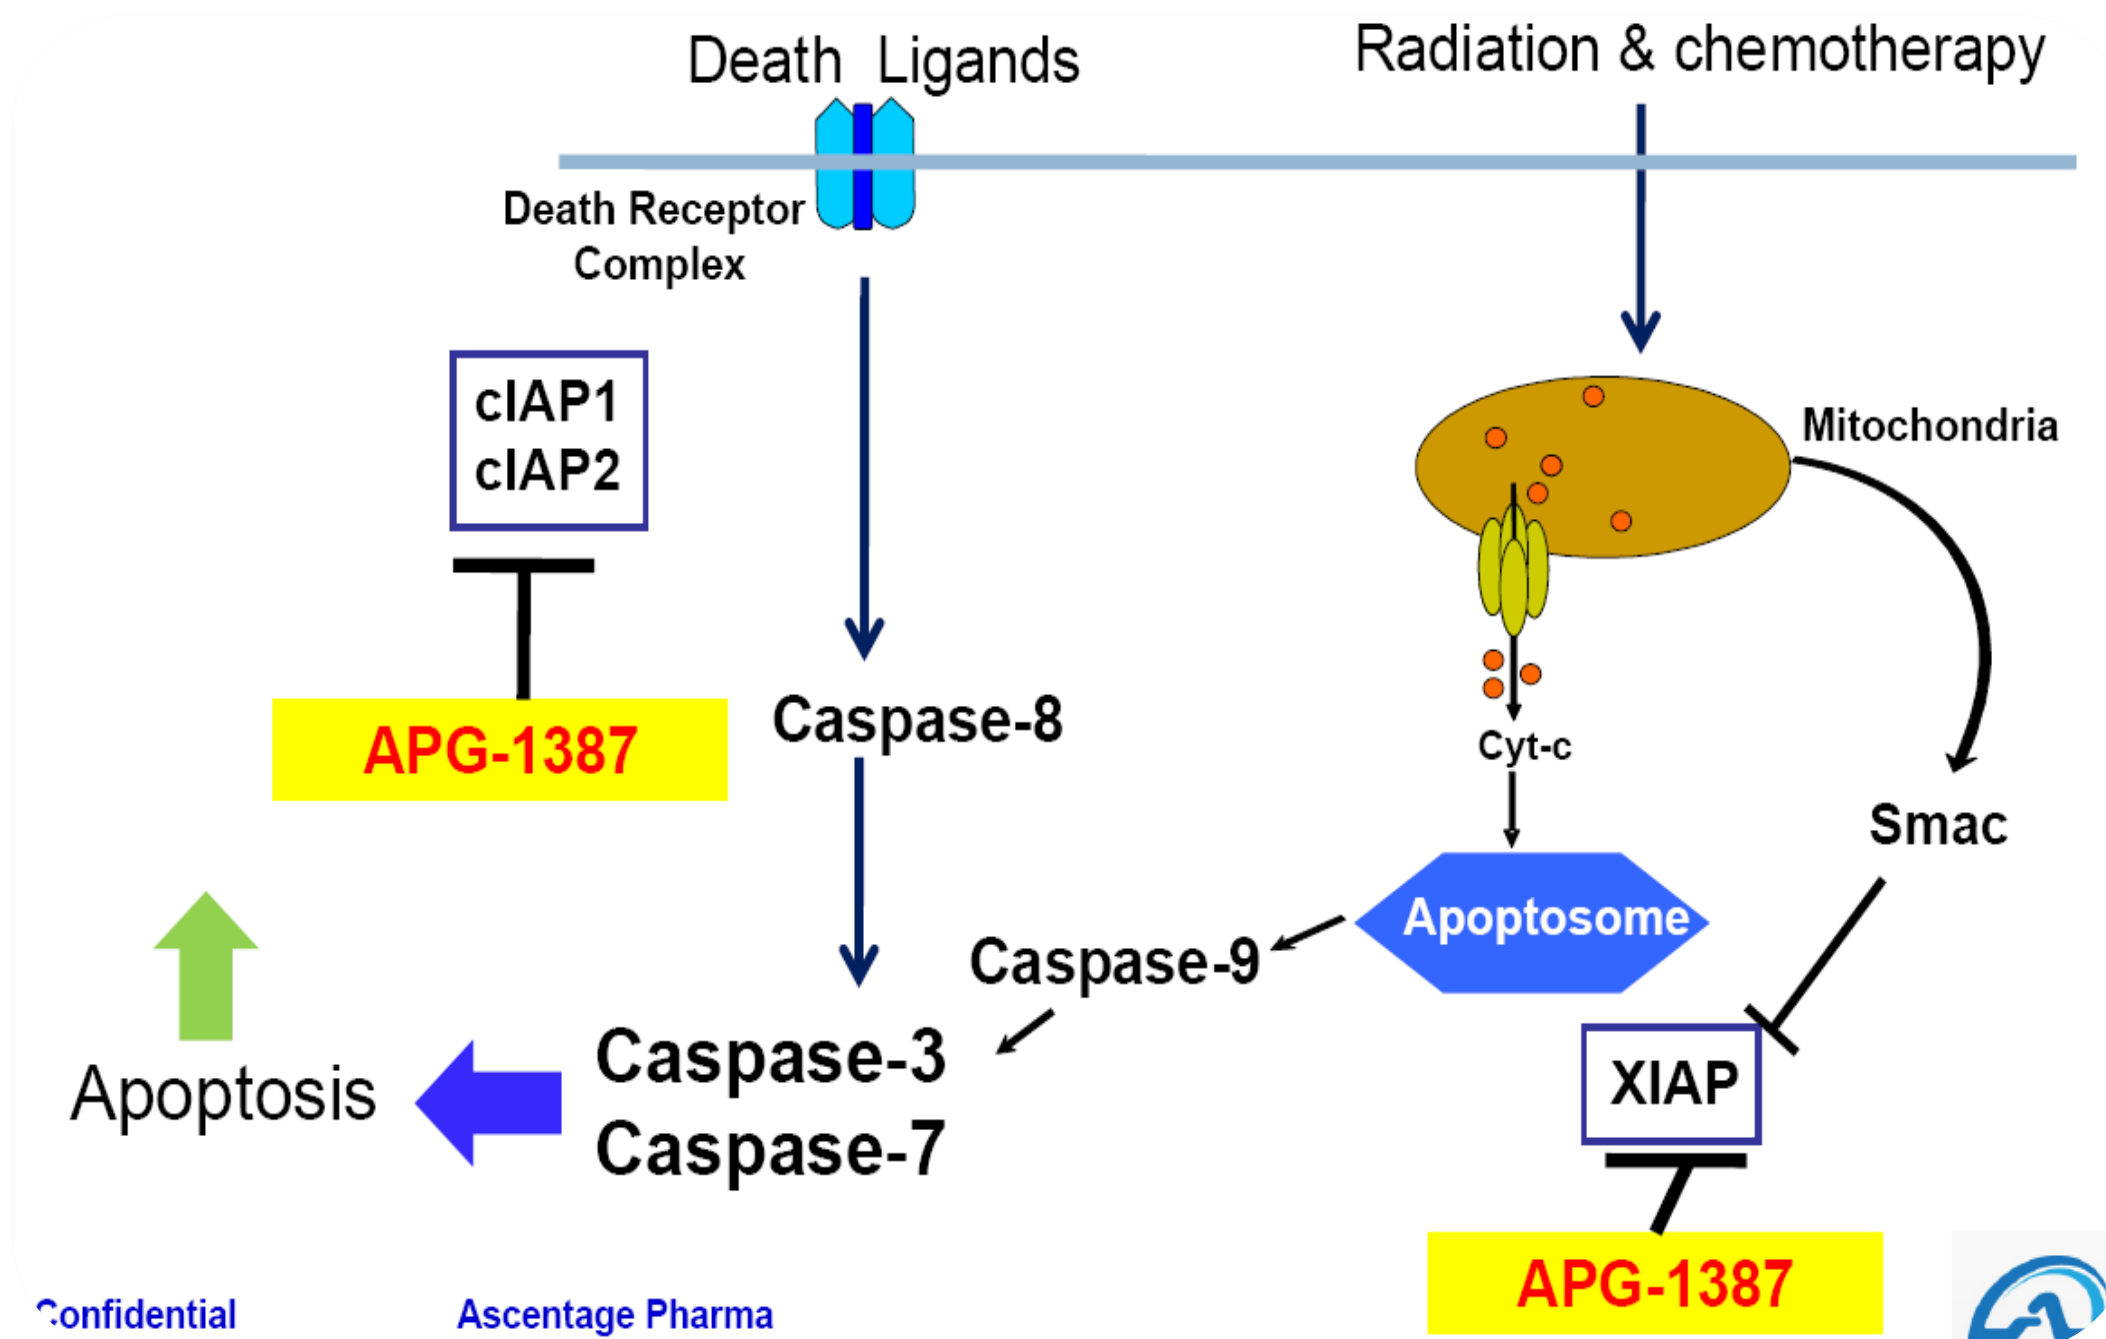 Death Ligands
Radiation & chemotherapy
Death Receptor
Complex
cIAP1
cIAP2
Mitochondria
APG-1387
Caspase-8
Cyt-c
Smac
Apoptosome
Caspase-9
Caspase-3
Caspase-7
Apoptosis
XIAP
APG-1387
Confidential
Ascentage Pharma